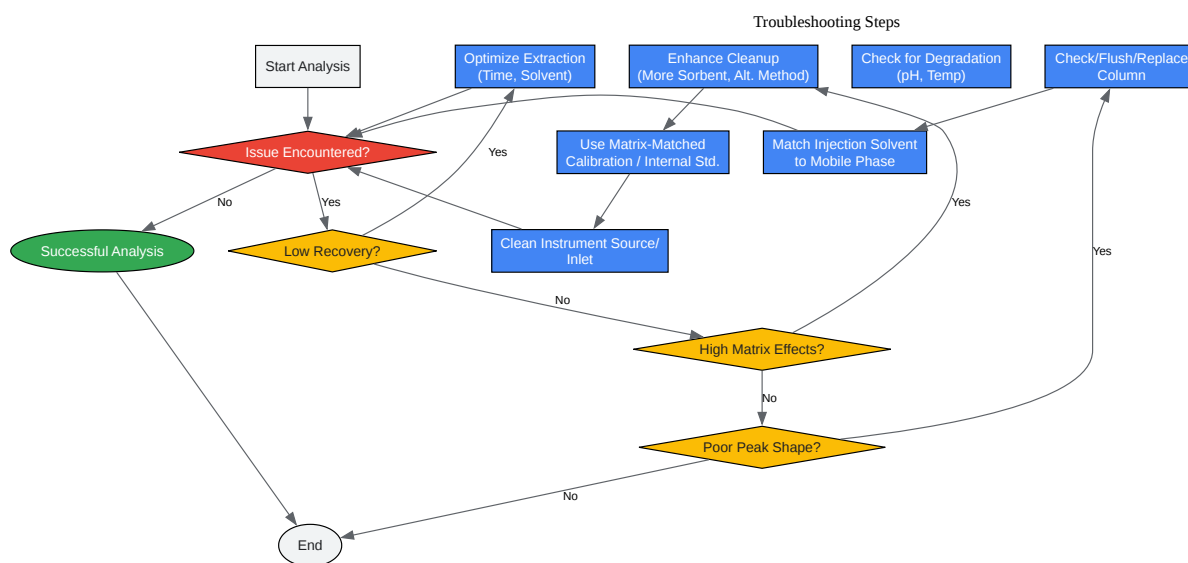 Troubleshooting Steps
Start Analysis
Optimize Extraction
(Time, Solvent)
Enhance Cleanup
(More Sorbent, Alt. Method)
Check for Degradation
(pH, Temp)
Check/Flush/Replace
Column
Issue Encountered?
Use Matrix-Matched
Calibration / Internal Std.
Match Injection Solvent
to Mobile Phase
Yes
No
Yes
Yes
Successful Analysis
Low Recovery?
Clean Instrument Source/
Inlet
Yes
No
High Matrix Effects?
No
Poor Peak Shape?
No
End